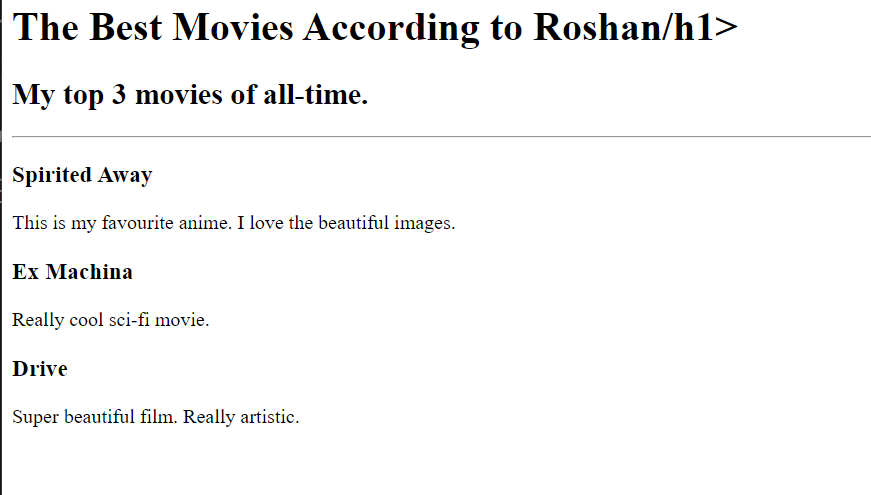 The Best Movies According to Roshan/h1>
My top 3 movies of all-time.
Spirited Away
This is my favourite anime. I love the beautiful images.
Ex Machina
Really cool sci-fi movie.
Drive
Super beautiful film. Really artistic.